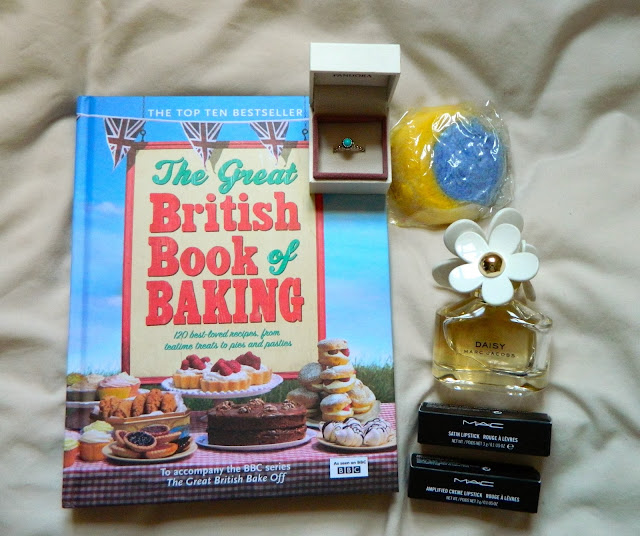 THE TOP TEN BESTSELLER
The Great
British
Book of
BAKING
120 best-loved recipes, from
teatime treats to pies and pasties
To accompany the BBC series
The Great British Bake Off
As seen on
BBC
PANDORA
DAISY
MARC JACOBS
MAC
SATIN LIPSTICK ROUGE À LÈVRES
MAC
AMPLIFIED CREME LIPSTICK ROUGE À LÈVRES